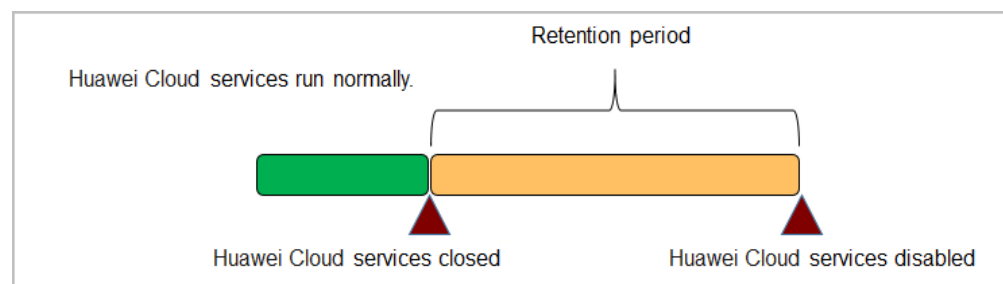 Retention period
Huawei Cloud services run normally.
Huawei Cloud services closed
Huawei Cloud services disabled